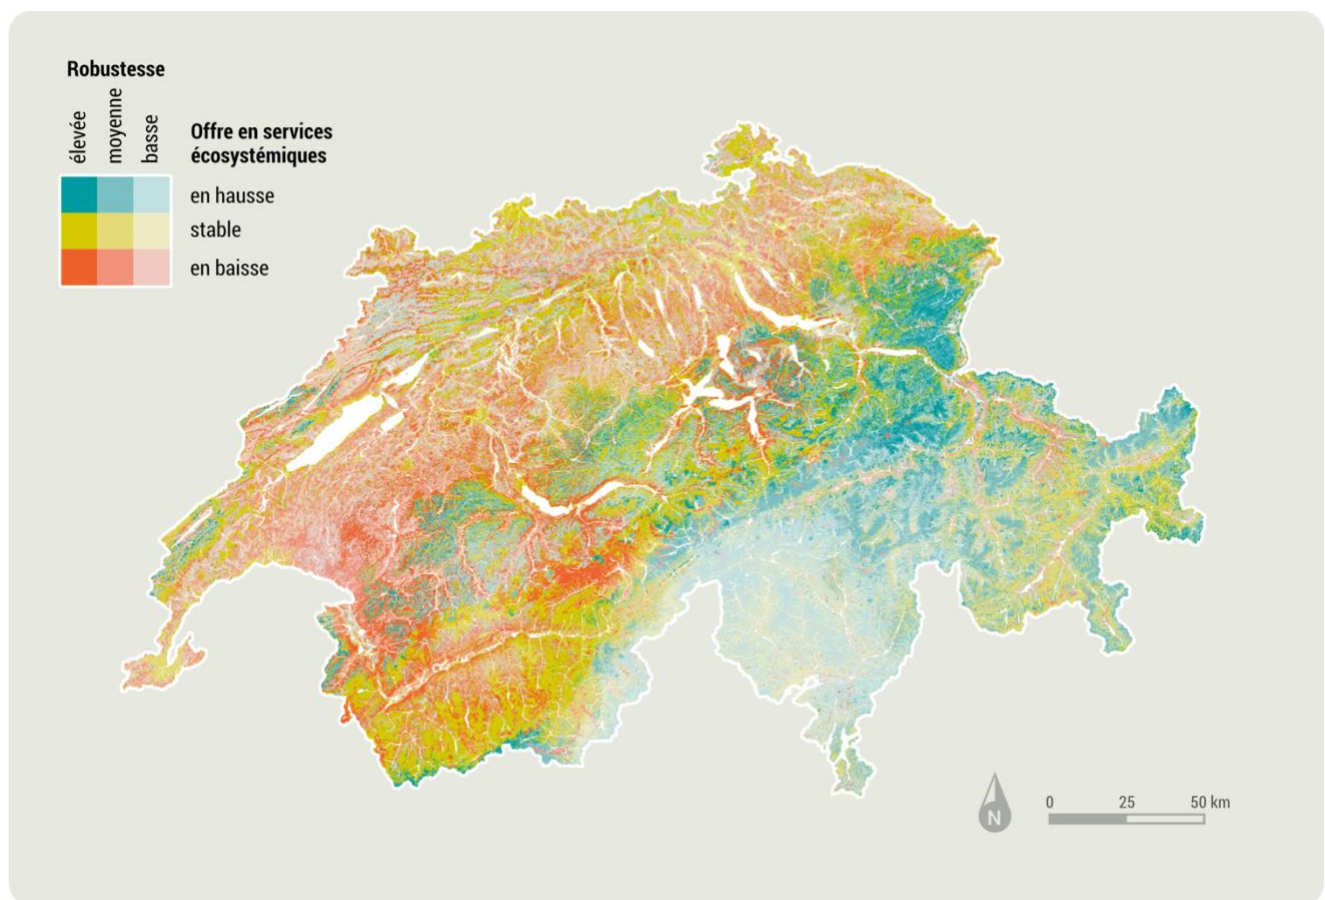 Robustesse
élevée
moyenne
basse
Offre en services
écosystémiques
en hausse
stable
en baisse
N
0 25 50 km